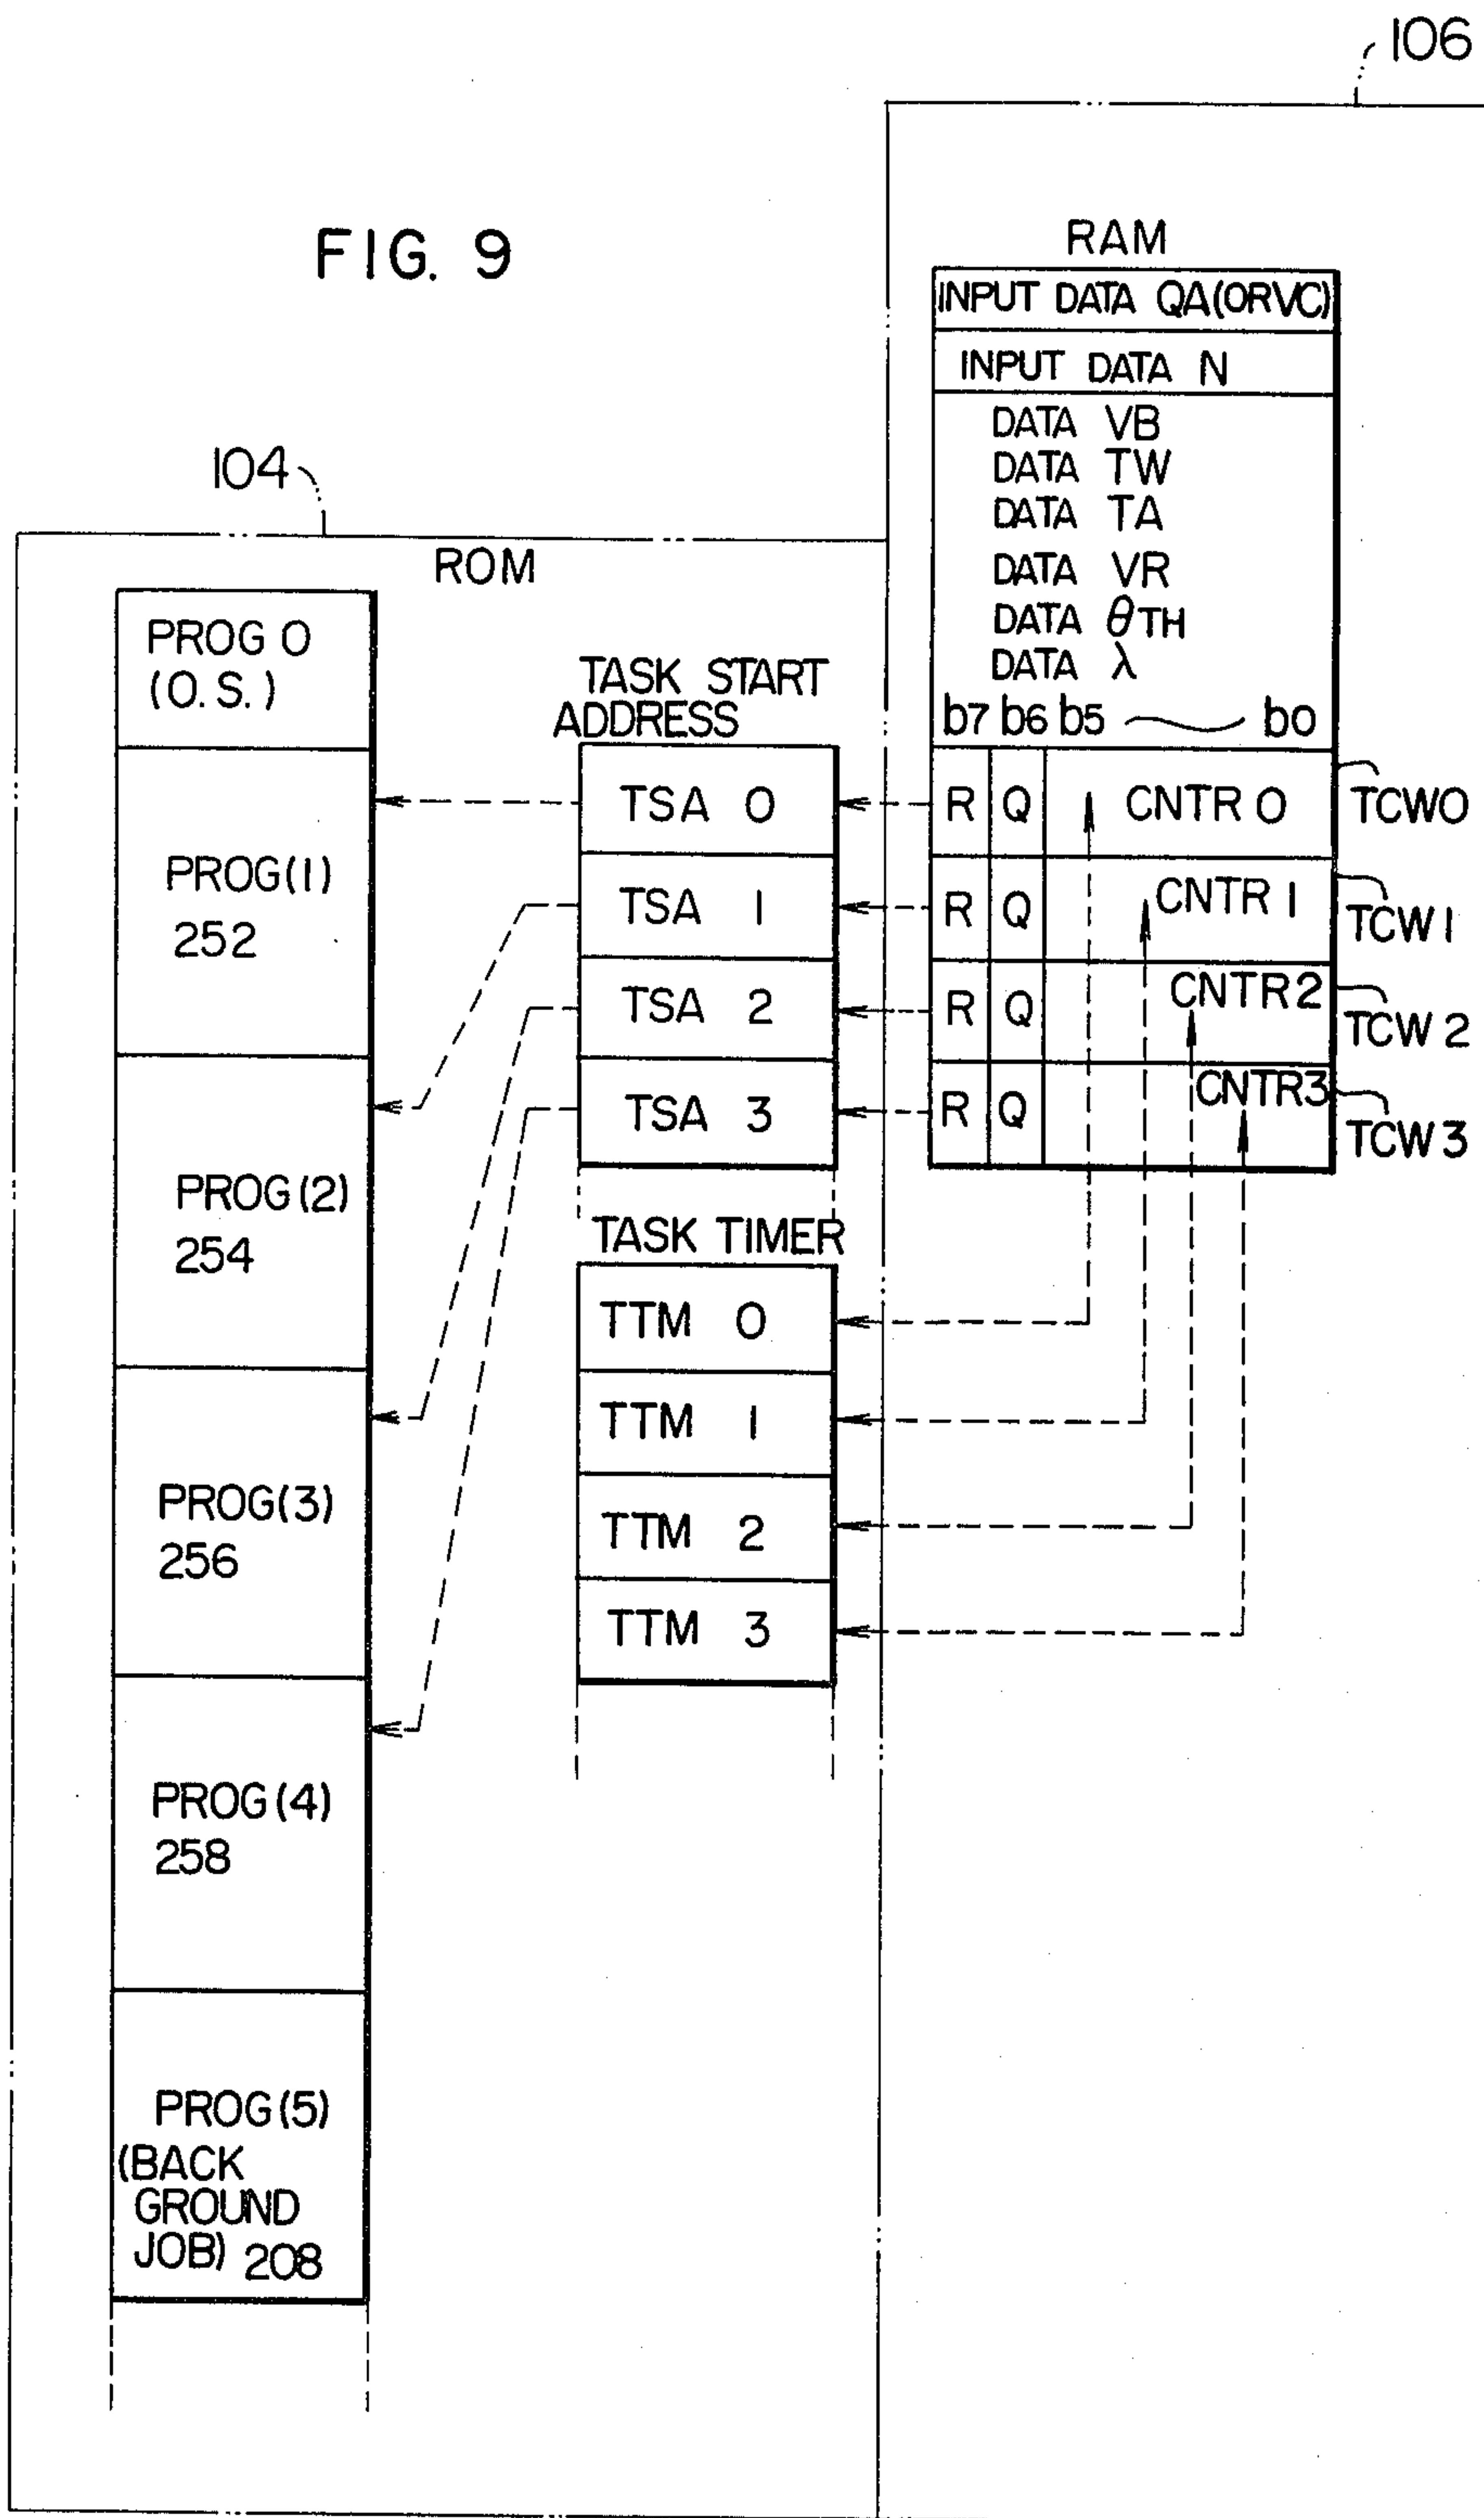 106
FIG. 9
RAM
INPUT DATA QA(ORVC)
INPUT DATA N
DATA VB
DATA TW
DATA TA
DATA VR
DATA θTH
DATA λ
b7 b6 b5 b0
R Q CNTR 0 TCW0
R Q CNTR 1 TCW1
R Q CNTR2 TCW 2
R Q CNTR3 TCW 3
104
ROM
PROG 0
(O.S.)
PROG(1)
252
PROG(2)
254
PROG(3)
256
PROG(4)
258
PROG(5)
(BACK
GROUND
JOB) 208
TASK START
ADDRESS
TSA 0
TSA 1
TSA 2
TSA 3
TASK TIMER
TTM 0
TTM 1
TTM 2
TTM 3